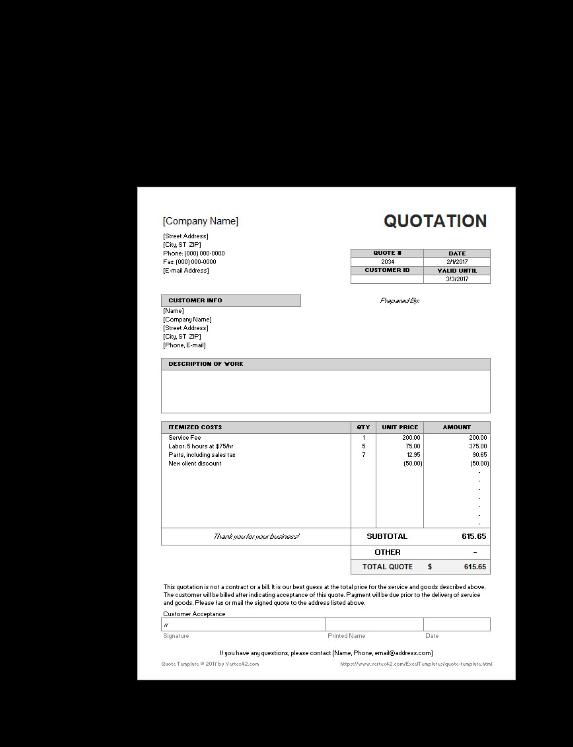 [Company Name]
QUOTATION
[Street Address]
[City, ST ZIP]
Phone: (000) 000-0000
Fax: (000) 000-0000
[E-mail Address]
QUOTE # DATE
2034 2/1/2017
CUSTOMER ID VALID UNTIL
3/3/2017
CUSTOMER INFO
Prepared By:
[Name]
[Company Name]
[Street Address]
[City, ST ZIP]
[Phone, E-mail]
DESCRIPTION OF WORK
ITEMIZED COSTS QTY UNIT PRICE AMOUNT
Service Fee 1 200.00 200.00
Labor: 5 hours at $75/hr 5 75.00 375.00
Parts, including sales tax 7 12.95 90.65
New client discount (50.00) (50.00)
-
-
-
-
-
-
-
Thank you for your business! SUBTOTAL 615.65
OTHER -
TOTAL QUOTE $ 615.65
This quotation is not a contract or a bill. It is our best guess at the total price for the service and goods described above.
The customer will be billed after indicating acceptance of this quote. Payment will be due prior to the delivery of service
and goods. Please fax or mail the signed quote to the address listed above.
Customer Acceptance
x
Signature Printed Name Date
If you have any questions, please contact [Name, Phone, email@address.com]
Quote Template © 2017 by Vertex42.com https://www.vertex42.com/ExcelTemplates/quote-template.html